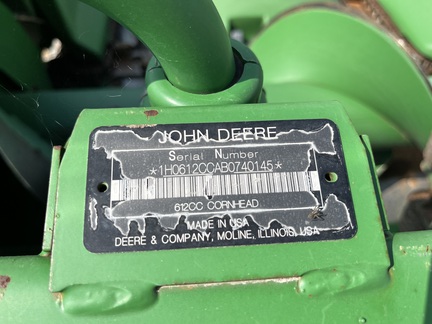 JOHN DEERE
Serial Number
*1H0612CCAB0740145*
612CC CORNHEAD
MADE IN USA
DEERE & COMPANY, MOLINE, ILLINOIS, USA